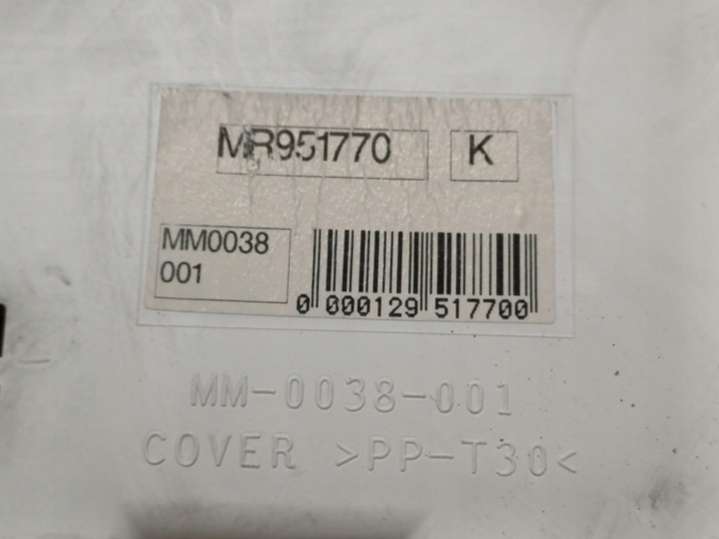 MR951770 K
MM0038
001
0 000129 517700
MM-0038-001
COVER >PP-T30<